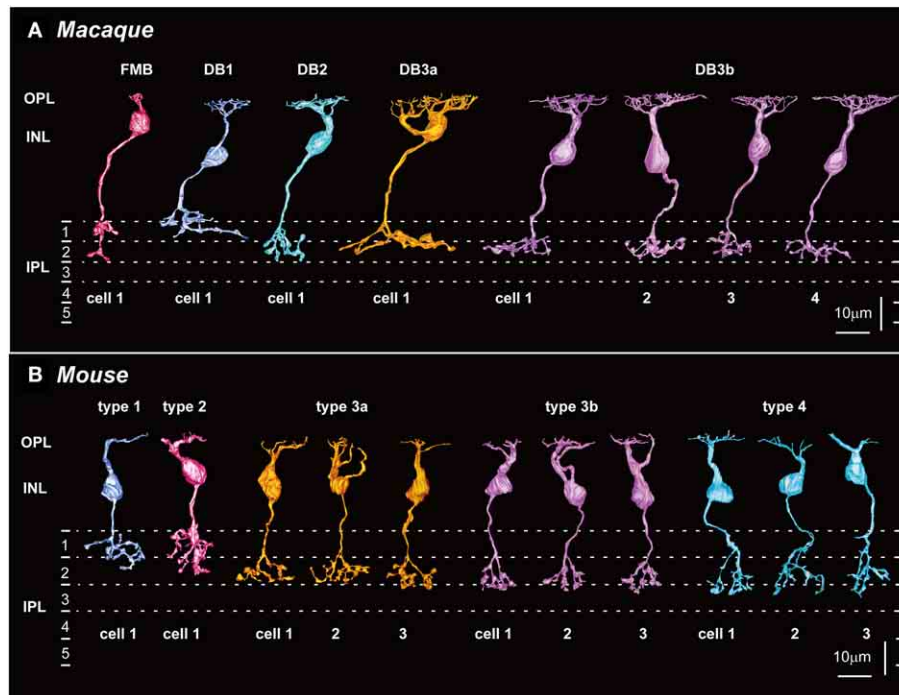 A Macaque
FMB DB1 DB2 DB3a DB3b
OPL
INL
1
2
IPL 3
4
cell 1 cell 1 cell 1 cell 1 cell 1 2 3 4
5
10µm
B Mouse
type 1 type 2 type 3a type 3b type 4
OPL
INL
1
2
3
IPL
4
cell 1 cell 1 cell 1 2 3 cell 1 2 3 cell 1 2 3
5
10µm